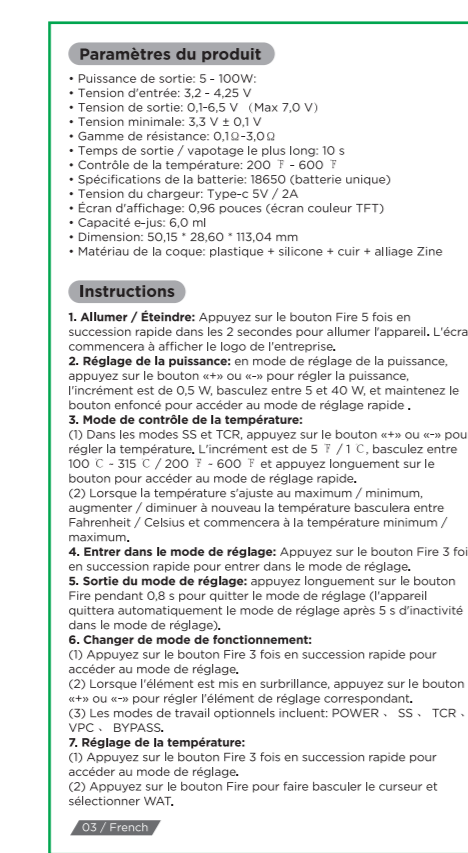 Paramètres du produit
• Puissance de sortie: 5 - 100W:
• Tension d'entrée: 3,2 - 4,25 V
• Tension de sortie: 0,1-6,5 V （Max 7,0 V）
• Tension minimale: 3,3 V ± 0,1 V
• Gamme de résistance: 0,1Ω-3,0Ω
• Temps de sortie / vapotage le plus long: 10 s
• Contrôle de la température: 200 ℉ - 600 ℉
• Spécifications de la batterie: 18650 (batterie unique)
• Tension du chargeur: Type-c 5V / 2A
• Écran d'affichage: 0,96 pouces (écran couleur TFT)
• Capacité e-jus: 6,0 ml
• Dimension: 50,15 * 28,60 * 113,04 mm
• Matériau de la coque: plastique + silicone + cuir + alliage Zine
Instructions
1. Allumer / Éteindre: Appuyez sur le bouton Fire 5 fois en
succession rapide dans les 2 secondes pour allumer l'appareil. L'écra
commencera à afficher le logo de l'entreprise.
2. Réglage de la puissance: en mode de réglage de la puissance,
appuyez sur le bouton «+» ou «-» pour régler la puissance,
l'incrément est de 0,5 W, basculez entre 5 et 40 W, et maintenez le
bouton enfoncé pour accéder au mode de réglage rapide .
3. Mode de contrôle de la température:
(1) Dans les modes SS et TCR, appuyez sur le bouton «+» ou «-» pou
régler la température. L'incrément est de 5 ℉ / 1 ℃, basculez entre
100 ℃ - 315 ℃ / 200 ℉ - 600 ℉ et appuyez longuement sur le
bouton pour accéder au mode de réglage rapide.
(2) Lorsque la température s'ajuste au maximum / minimum,
augmenter / diminuer à nouveau la température basculera entre
Fahrenheit / Celsius et commencera à la température minimum /
maximum.
4. Entrer dans le mode de réglage: Appuyez sur le bouton Fire 3 foi
en succession rapide pour entrer dans le mode de réglage.
5. Sortie du mode de réglage: appuyez longuement sur le bouton
Fire pendant 0,8 s pour quitter le mode de réglage (l'appareil
quittera automatiquement le mode de réglage après 5 s d'inactivité
dans le mode de réglage).
6. Changer de mode de fonctionnement:
(1) Appuyez sur le bouton Fire 3 fois en succession rapide pour
accéder au mode de réglage.
(2) Lorsque l'élément est mis en surbrillance, appuyez sur le bouton
«+» ou «-» pour régler l'élément de réglage correspondant.
(3) Les modes de travail optionnels incluent: POWER 、 SS 、 TCR 、
VPC 、 BYPASS.
7. Réglage de la température:
(1) Appuyez sur le bouton Fire 3 fois en succession rapide pour
accéder au mode de réglage.
(2) Appuyez sur le bouton Fire pour faire basculer le curseur et
sélectionner WAT.
03 / French